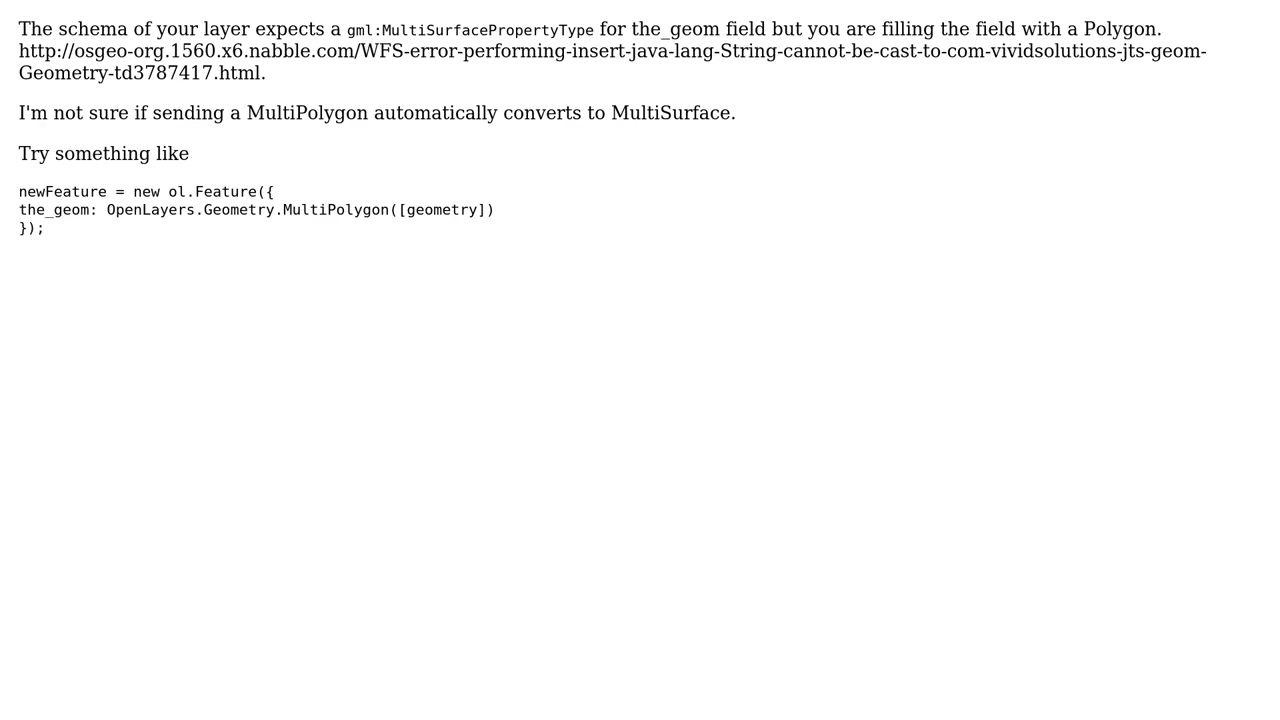 The schema of your layer expects a gml:MultiSurfacePropertyType for the_geom field but you are filling the field with a Polygon.
http://osgeo-org.1560.x6.nabble.com/WFS-error-performing-insert-java-lang-String-cannot-be-cast-to-com-vividsolutions-jts-geom-
Geometry-td3787417.html.
I'm not sure if sending a MultiPolygon automatically converts to MultiSurface.
Try something like
newFeature = new ol.Feature({
the_geom: OpenLayers.Geometry.MultiPolygon([geometry])
});